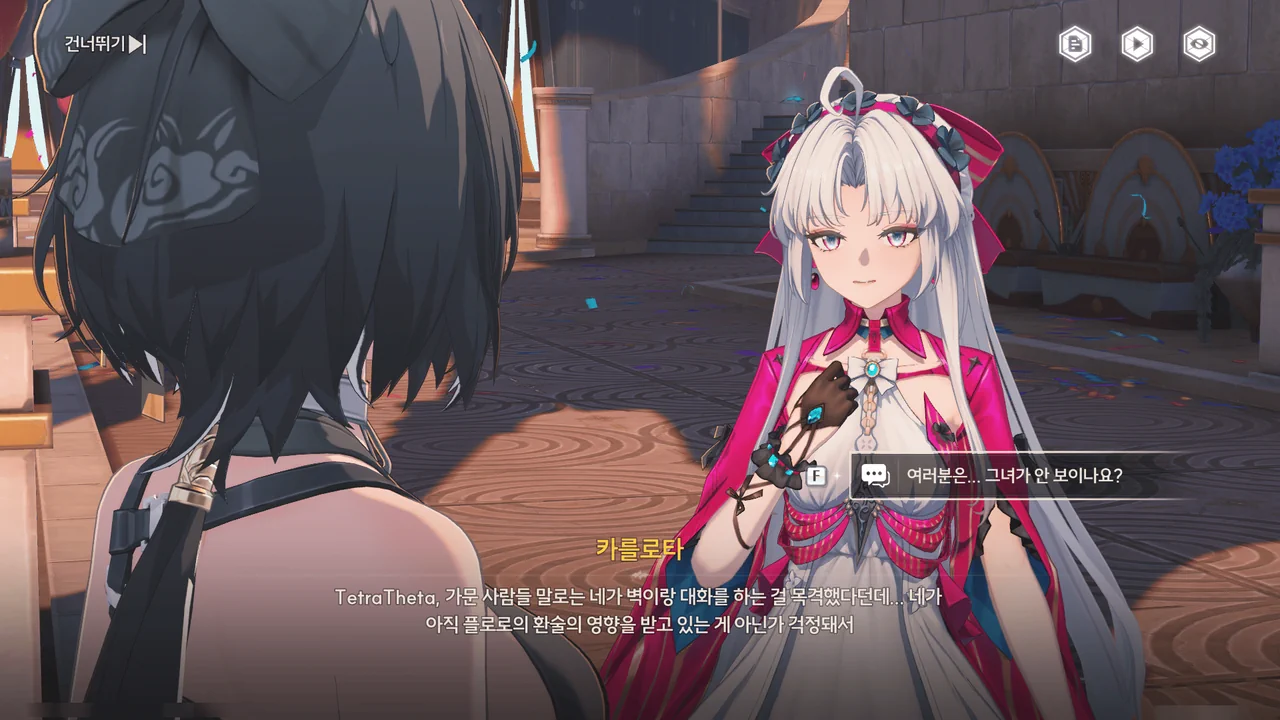 건너뛰기
F
여러분은... 그녀가 안 보이나요?
카를로타
TetraTheta, 가문 사람들 말로는 네가 벽이랑 대화를 하는 걸 목격했다던데... 네가
아직 플로로의 환술의 영향을 받고 있는 게 아닌가 걱정돼서